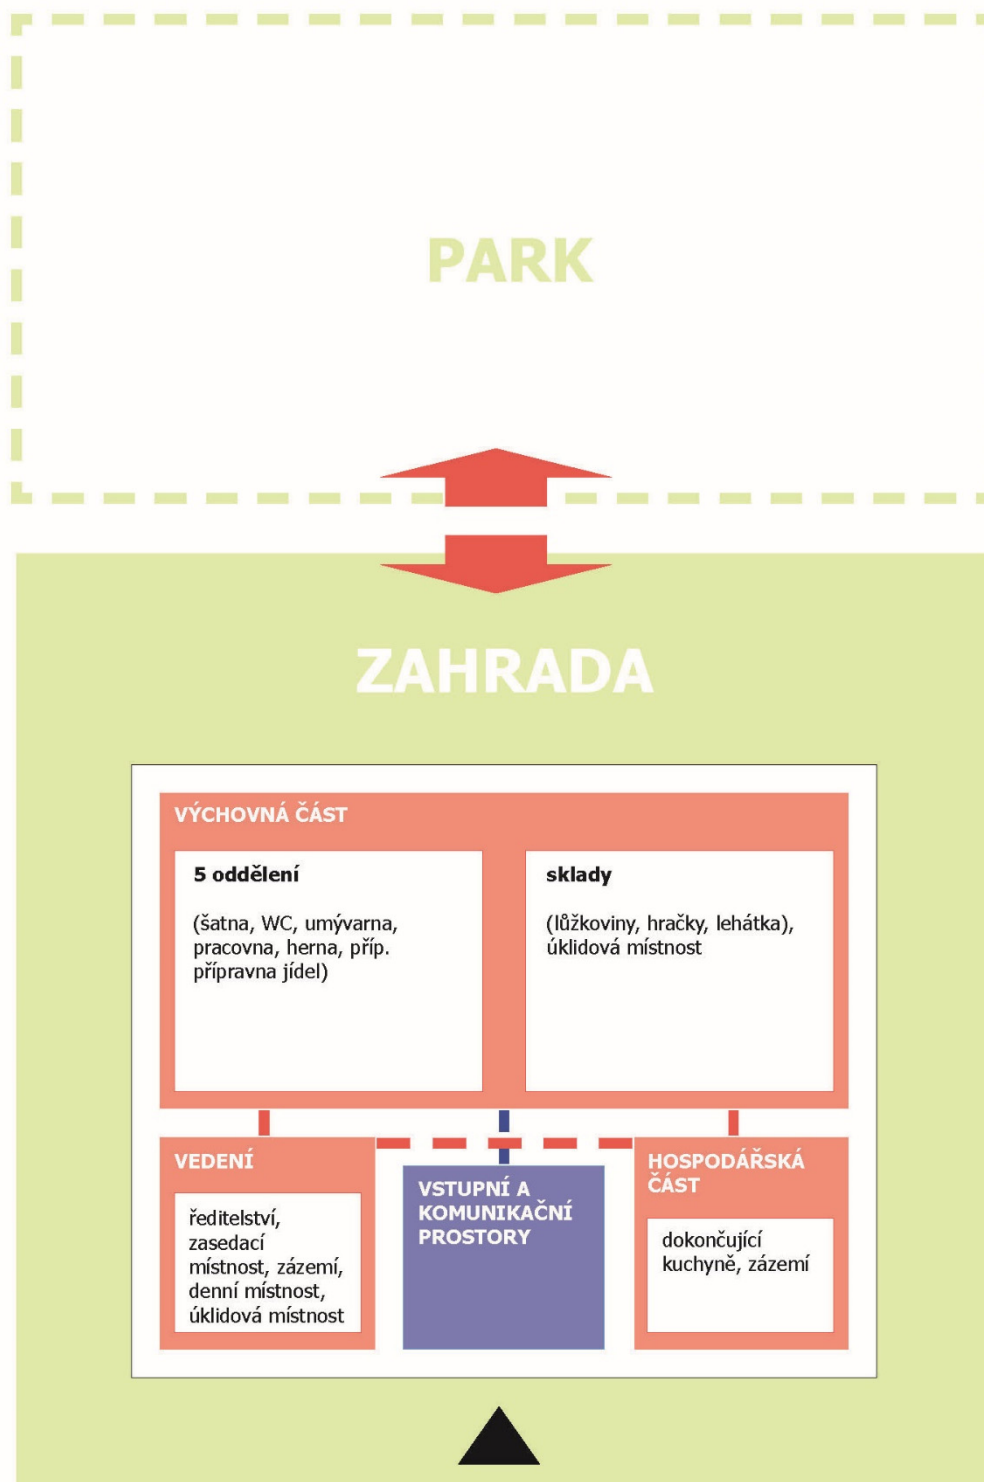 PARK
ZAHRADA
VÝCHOVNÁ ČÁST
5 oddělení
(šatna, WC, umývarna,
pracovna, herna, příp.
přípravna jídel)
sklady
(lůžkoviny, hračky, lehátka),
úklidová místnost
VEDENÍ
ředitelství,
zasedací
místnost, zázemí,
denní místnost,
úklidová místnost
VSTUPNÍ A
KOMUNIKAČNÍ
PROSTORY
HOSPODÁŘSKÁ
ČÁST
dokončující
kuchyně, zázemí